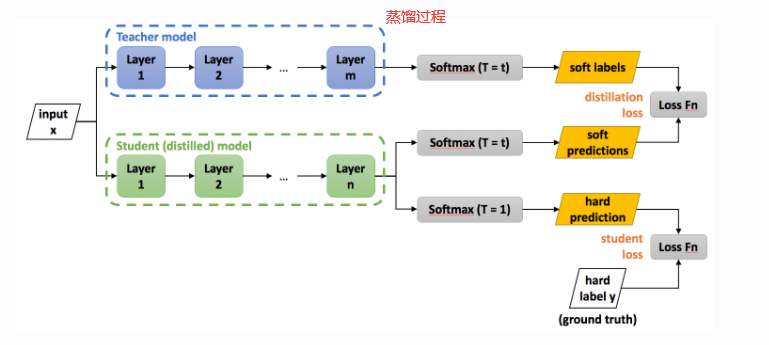 蒸馏过程
Teacher model
Layer
1
Layer
2
...
Layer
m
Softmax (T = t)
soft labels
input
x
distillation
loss
Loss Fn
Student (distilled) model
Layer
1
Layer
2
...
Layer
n
Softmax (T = t)
soft
predictions
Softmax (T = 1)
hard
prediction
student
loss
Loss Fn
hard
label y
(ground truth)